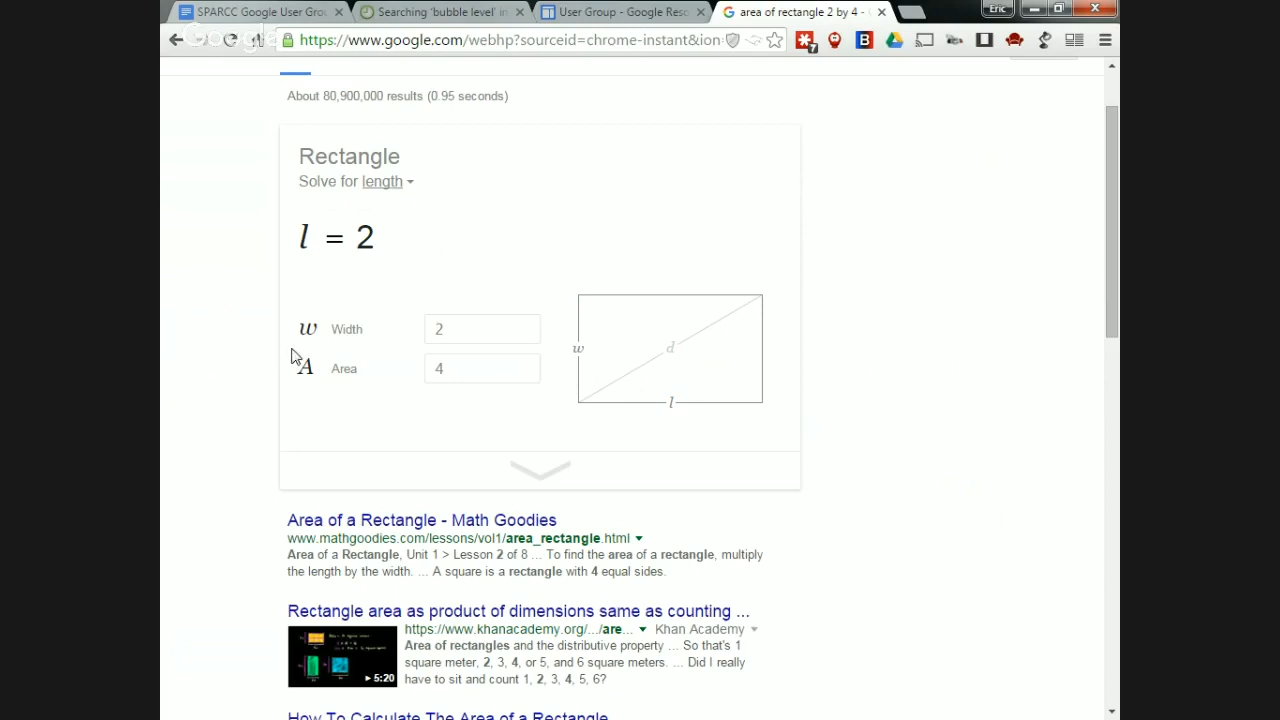 SPARCC Google User Grou
Searching 'bubble level' in
User Group - Google Reso
area of rectangle 2 by 4 - G
Eric
https://www.google.com/webhp?sourceid=chrome-instant&ion
7
B
About 80,900,000 results (0.95 seconds)
Rectangle
Solve for length
l = 2
w Width 2
A Area 4
w
d
l
Area of a Rectangle - Math Goodies
www.mathgoodies.com/lessons/vol1/area_rectangle.html
Area of a Rectangle, Unit 1 > Lesson 2 of 8 ... To find the area of a rectangle, multiply
the length by the width. ... A square is a rectangle with 4 equal sides.
Rectangle area as product of dimensions same as counting ...
https://www.khanacademy.org/.../are... Khan Academy
Area of rectangles and the distributive property ... So that's 1
square meter, 2, 3, 4, or 5, and 6 square meters. ... Did I really
have to sit and count 1, 2, 3, 4, 5, 6?
5:20
How To Calculate The Area of a Rectangle